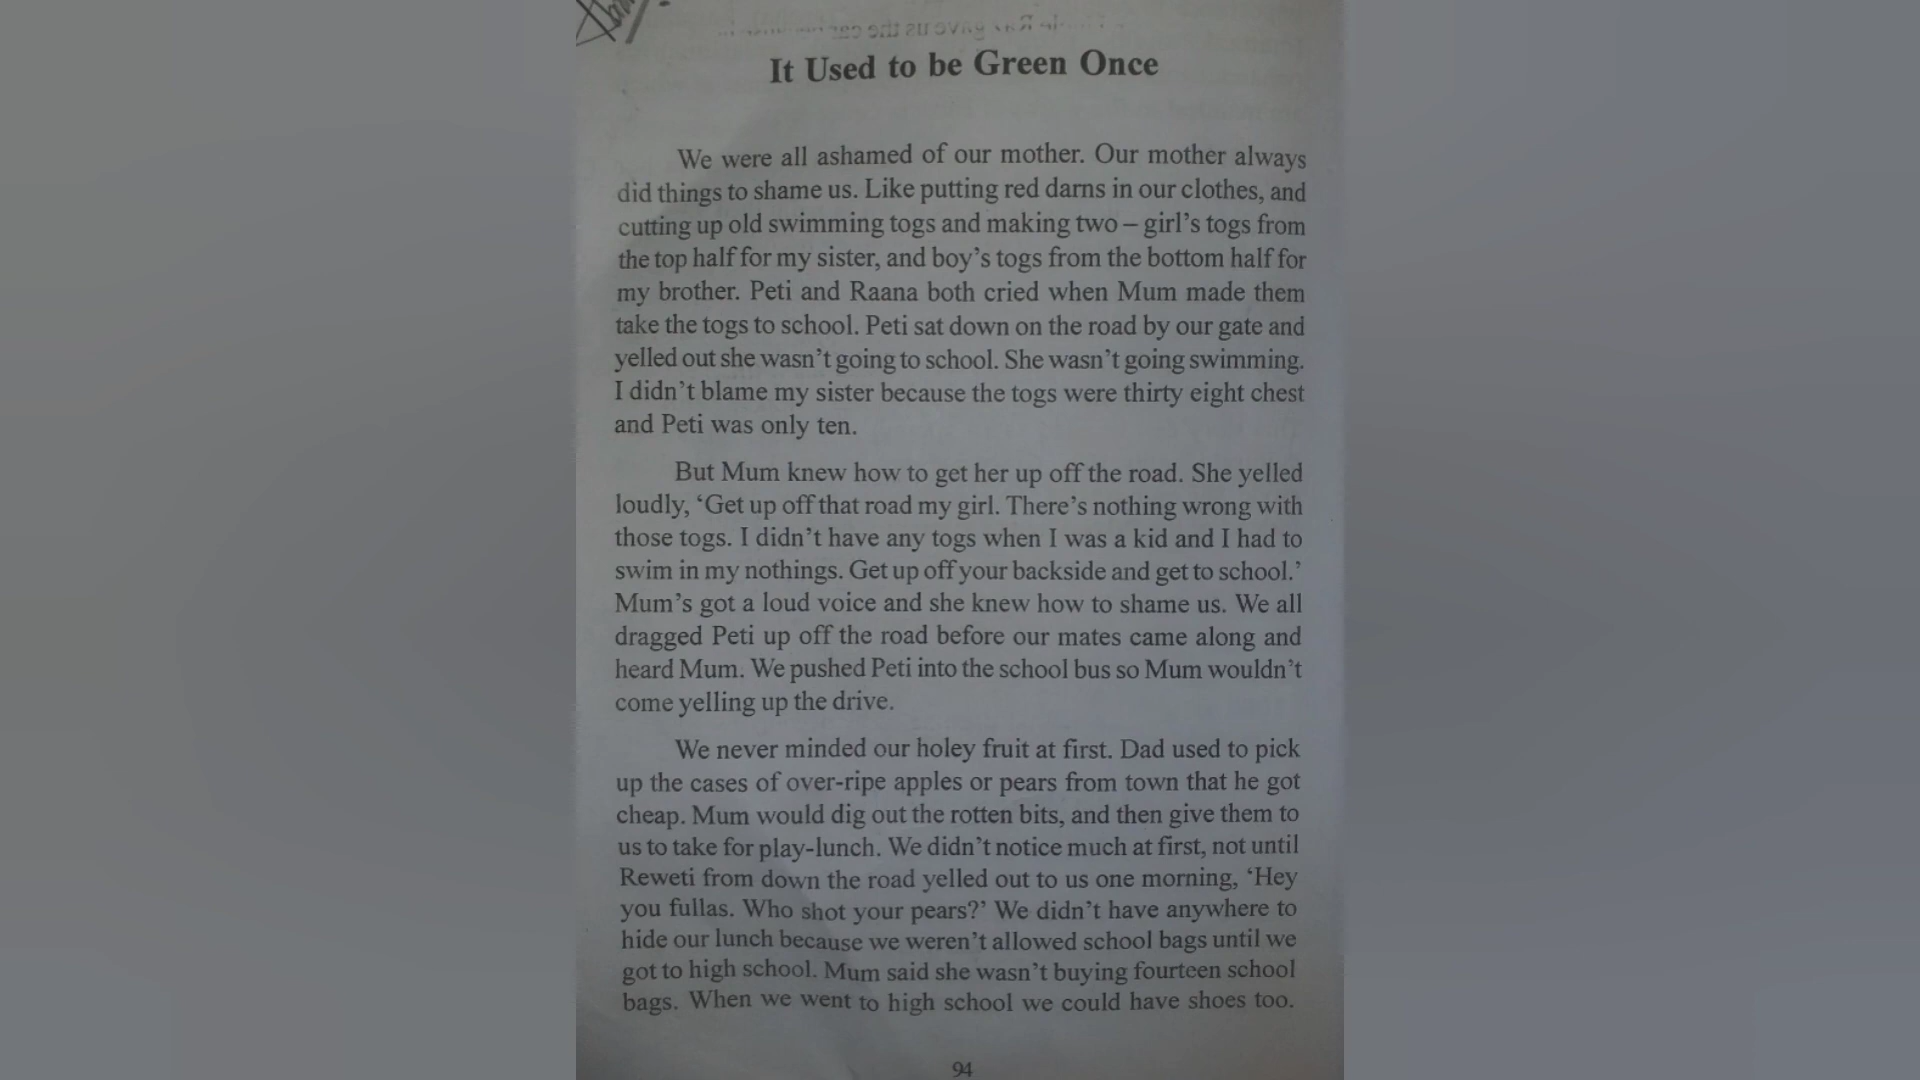 It Used to be Green Once
We were all ashamed of our mother. Our mother always
did things to shame us. Like putting red darns in our clothes, and
cutting up old swimming togs and making two – girl's togs from
the top half for my sister, and boy's togs from the bottom half for
my brother. Peti and Raana both cried when Mum made them
take the togs to school. Peti sat down on the road by our gate and
yelled out she wasn't going to school. She wasn't going swimming.
I didn't blame my sister because the togs were thirty eight chest
and Peti was only ten.
But Mum knew how to get her up off the road. She yelled
loudly, ‘Get up off that road my girl. There's nothing wrong with
those togs. I didn't have any togs when I was a kid and I had to
swim in my nothings. Get up off your backside and get to school.’
Mum's got a loud voice and she knew how to shame us. We all
dragged Peti up off the road before our mates came along and
heard Mum. We pushed Peti into the school bus so Mum wouldn't
come yelling up the drive.
We never minded our holey fruit at first. Dad used to pick
up the cases of over-ripe apples or pears from town that he got
cheap. Mum would dig out the rotten bits, and then give them to
us to take for play-lunch. We didn't notice much at first, not until
Reweti from down the road yelled out to us one morning, ‘Hey
you fullas. Who shot your pears?’ We didn't have anywhere to
hide our lunch because we weren't allowed school bags until we
got to high school. Mum said she wasn't buying fourteen school
bags. When we went to high school we could have shoes too.
94